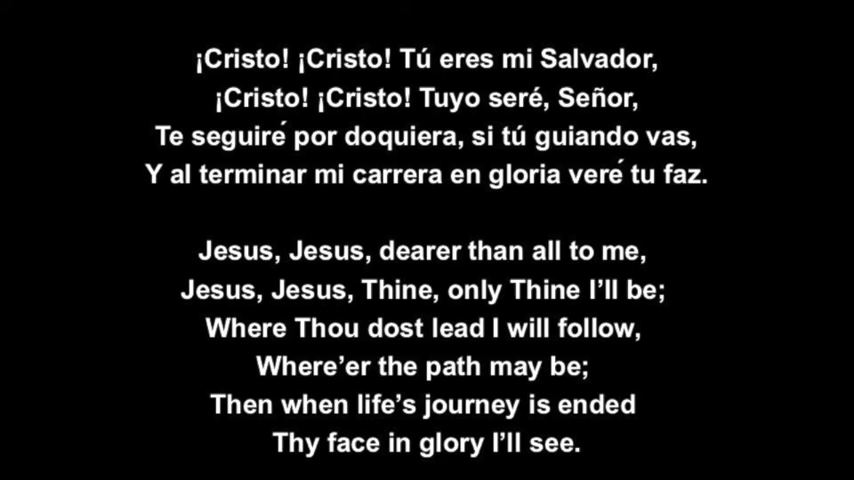 ¡Cristo! ¡Cristo! Tú eres mi Salvador,
¡Cristo! ¡Cristo! Tuyo seré, Señor,
Te seguiré por doquiera, si tú guiando vas,
Y al terminar mi carrera en gloria veré tu faz.
Jesus, Jesus, dearer than all to me,
Jesus, Jesus, Thine, only Thine I’ll be;
Where Thou dost lead I will follow,
Where’er the path may be;
Then when life’s journey is ended
Thy face in glory I’ll see.